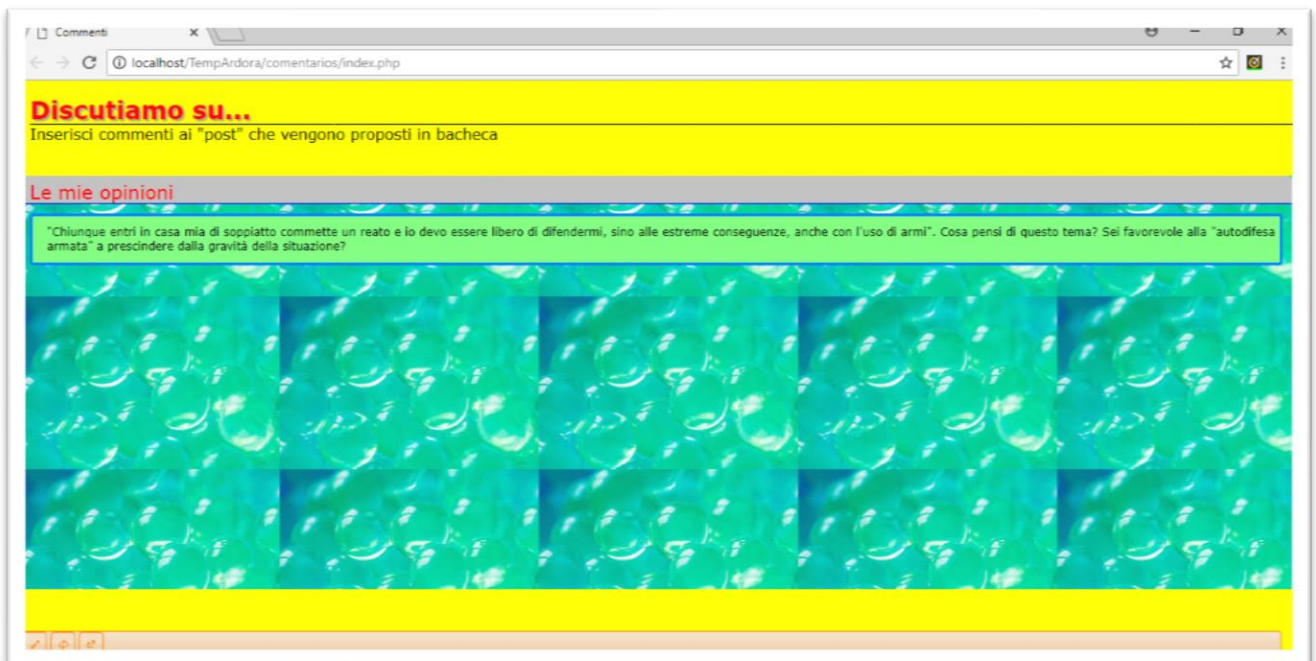 Commenti
localhost/TempArdora/comentarios/index.php
Discutiamo su...
Inserisci commenti ai "post" che vengono proposti in bacheca
Le mie opinioni
"Chiunque entri in casa mia di soppiatto commette un reato e io devo essere libero di difendermi, sino alle estreme conseguenze, anche con l'uso di armi". Cosa pensi di questo tema? Sei favorevole alla "autodifesa
armata" a prescindere dalla gravità della situazione?